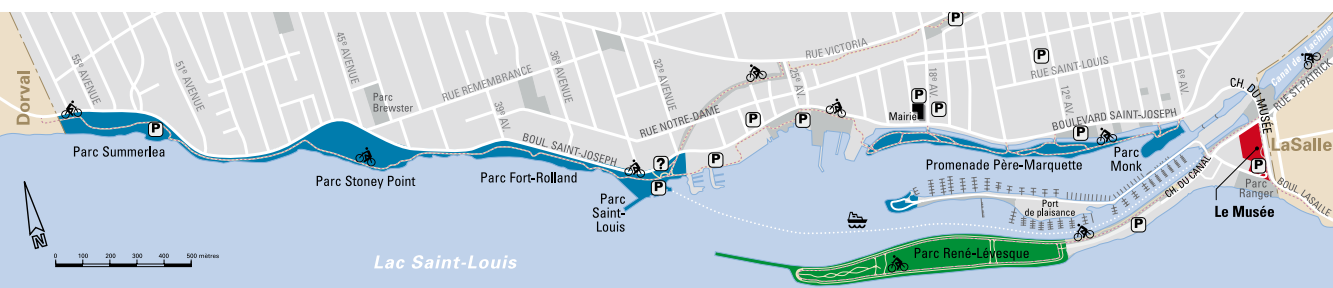 Dorval
55e AVENUE
51e AVENUE
45e AVENUE
Parc
Brewster
RUE REMEMBRANCE
39e AV.
36e AVENUE
32e AVENUE
RUE NOTRE-DAME
RUE VICTORIA
25e AV.
18e AV.
Mairie
RUE SAINT-LOUIS
12e AV.
6e AV.
BOULEVARD SAINT-JOSEPH
CH. DU MUSÉE
Canal de Lachine
RUE ST-PATRICK
LaSalle
Parc Summerlea
Parc Stoney Point
BOUL SAINT-JOSEPH
Parc Fort-Rolland
Parc
Saint-
Louis
?
P
P
P
P
P
P
P
P
P
P
P
P
Promenade Père-Marquette
Parc
Monk
CH. DU CANAL
Parc
Ranger
BOUL LASALLE
Le Musée
Port
de plaisance
Parc René-Lévesque
Lac Saint-Louis
N
0 100 200 300 400 500 mètres